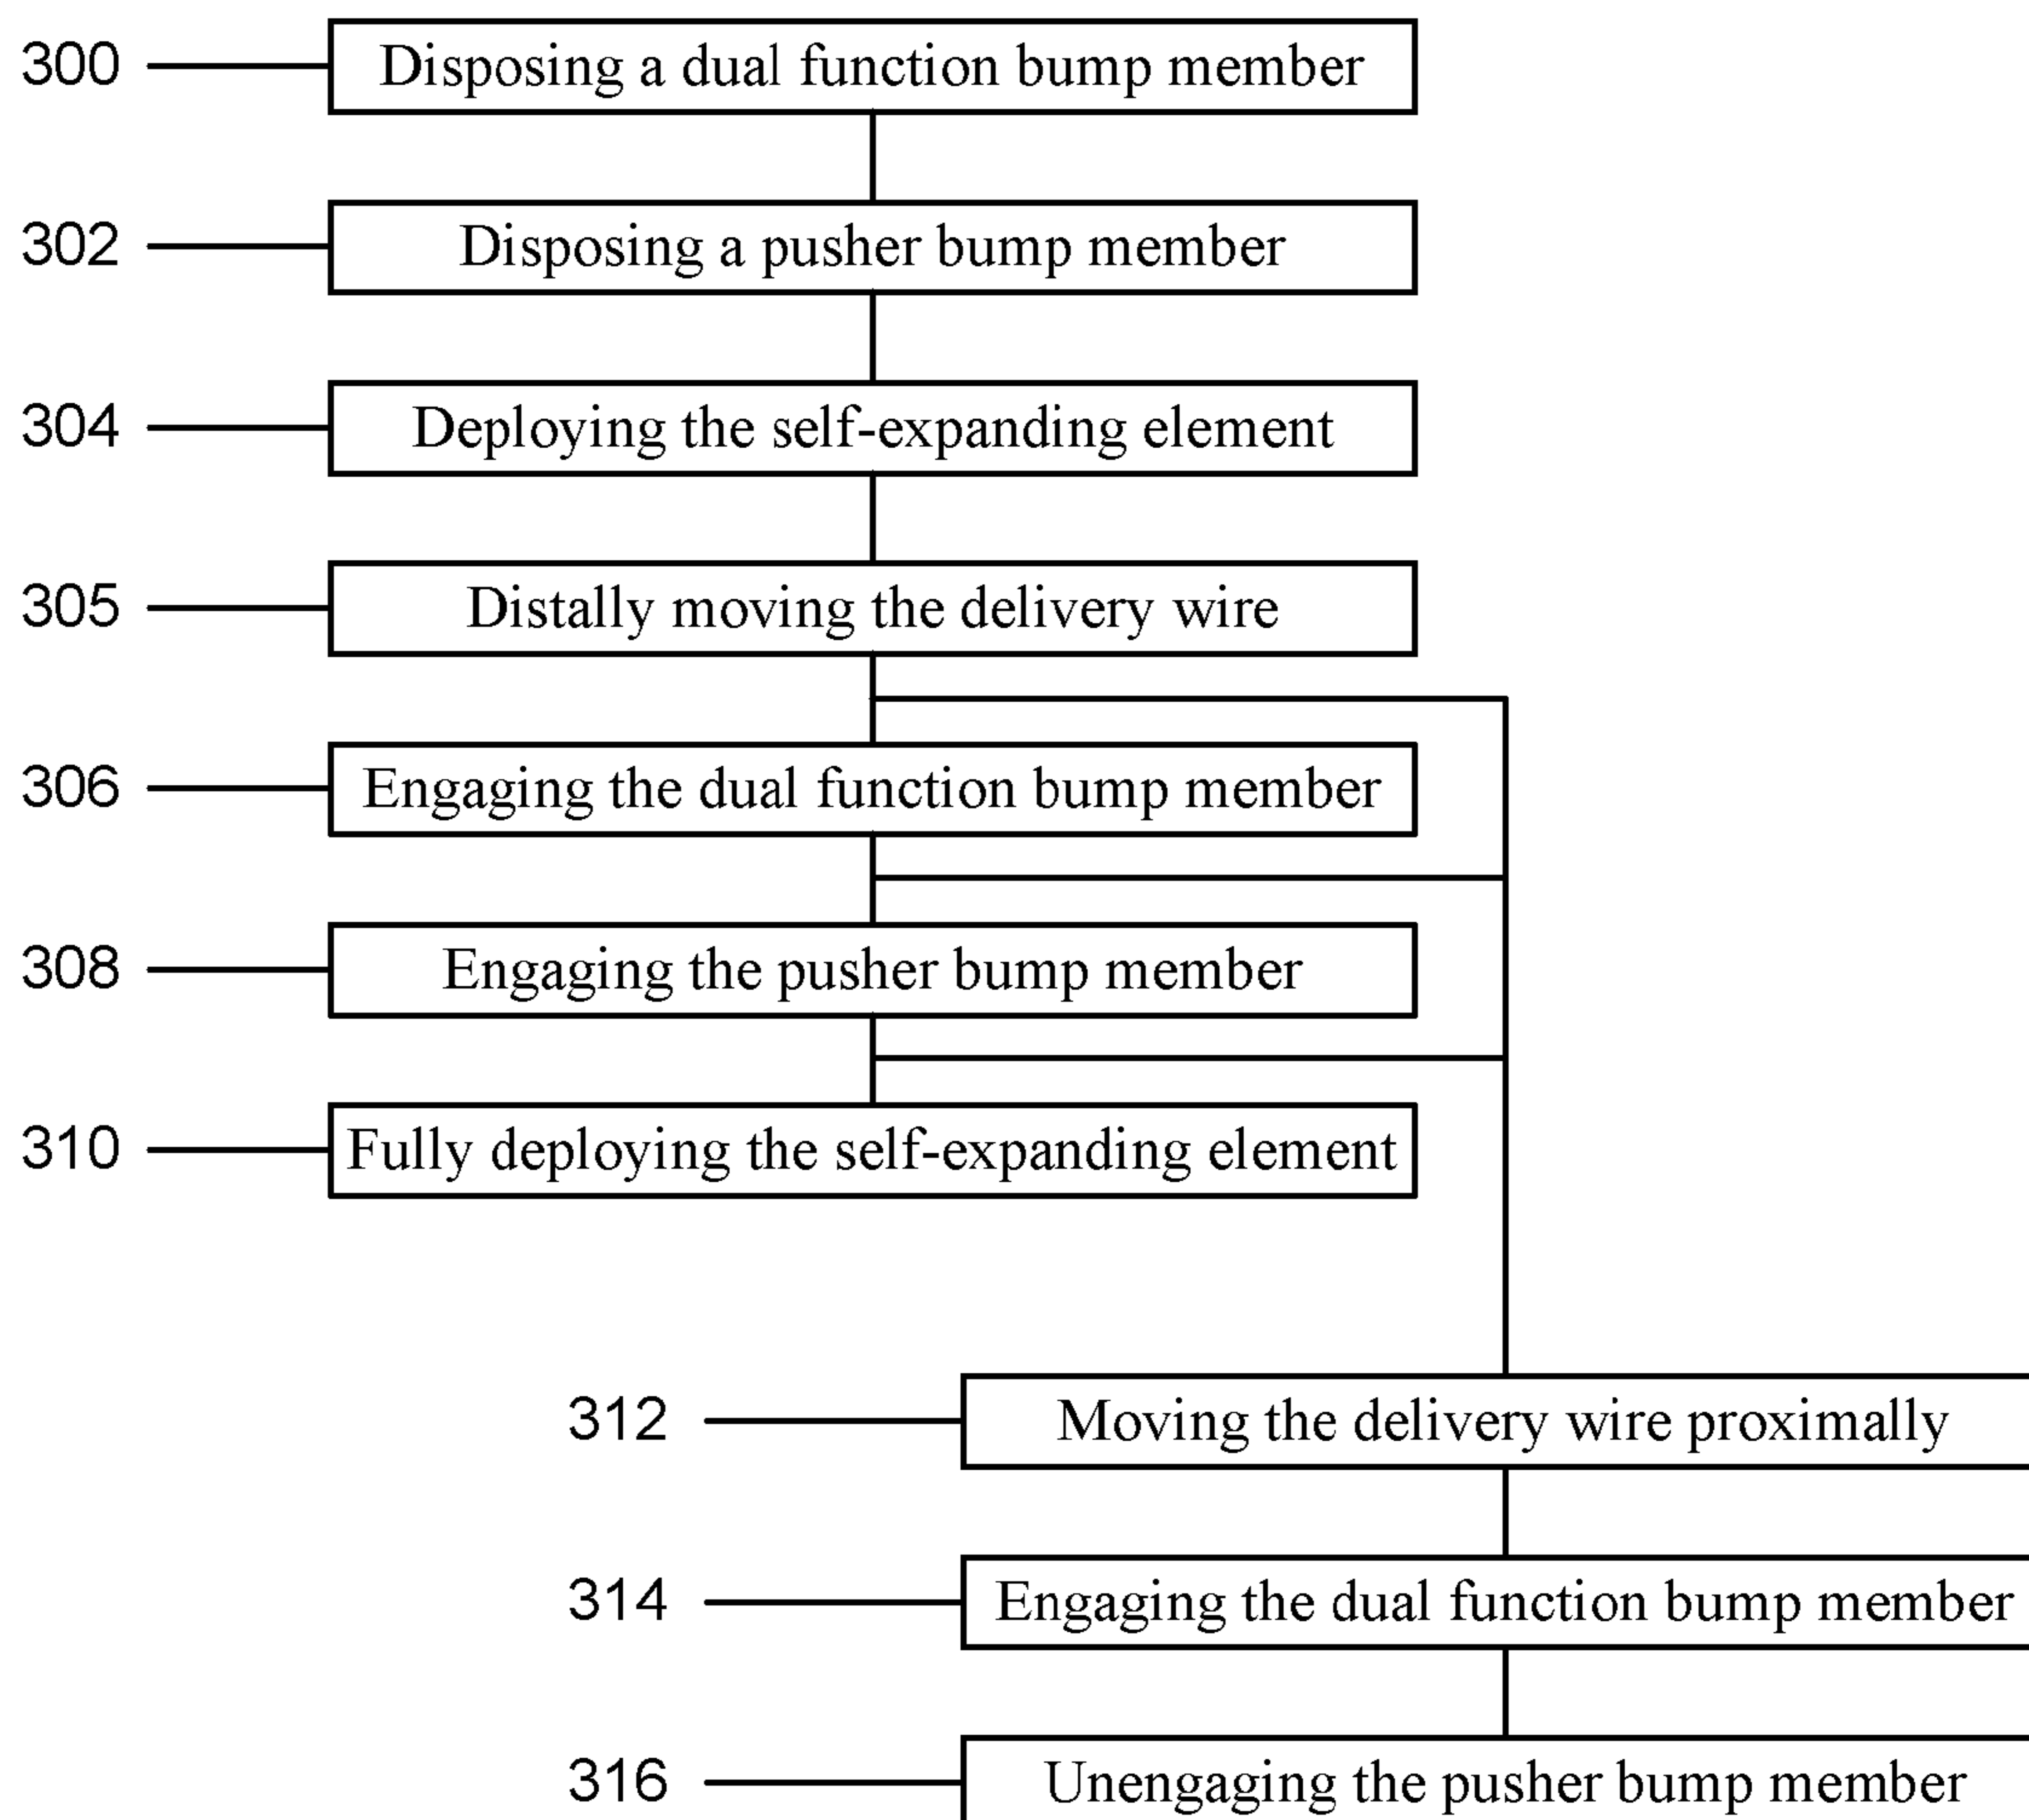 300 Disposing a dual function bump member
302 Disposing a pusher bump member
304 Deploying the self-expanding element
305 Distally moving the delivery wire
306 Engaging the dual function bump member
308 Engaging the pusher bump member
310 Fully deploying the self-expanding element
312 Moving the delivery wire proximally
314 Engaging the dual function bump member
316 Unengaging the pusher bump member